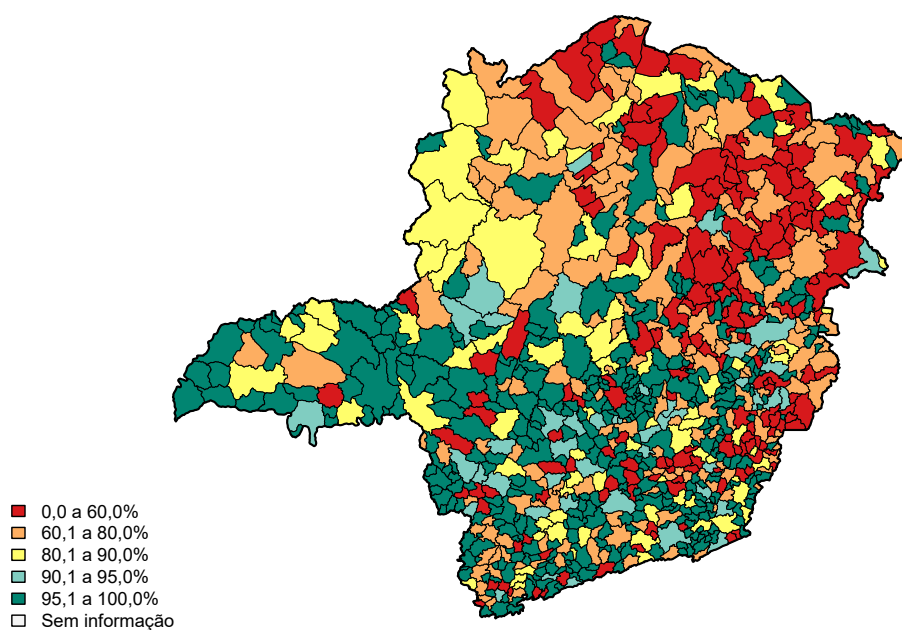 0,0 a 60,0%
60,1 a 80,0%
80,1 a 90,0%
90,1 a 95,0%
95,1 a 100,0%
Sem informação